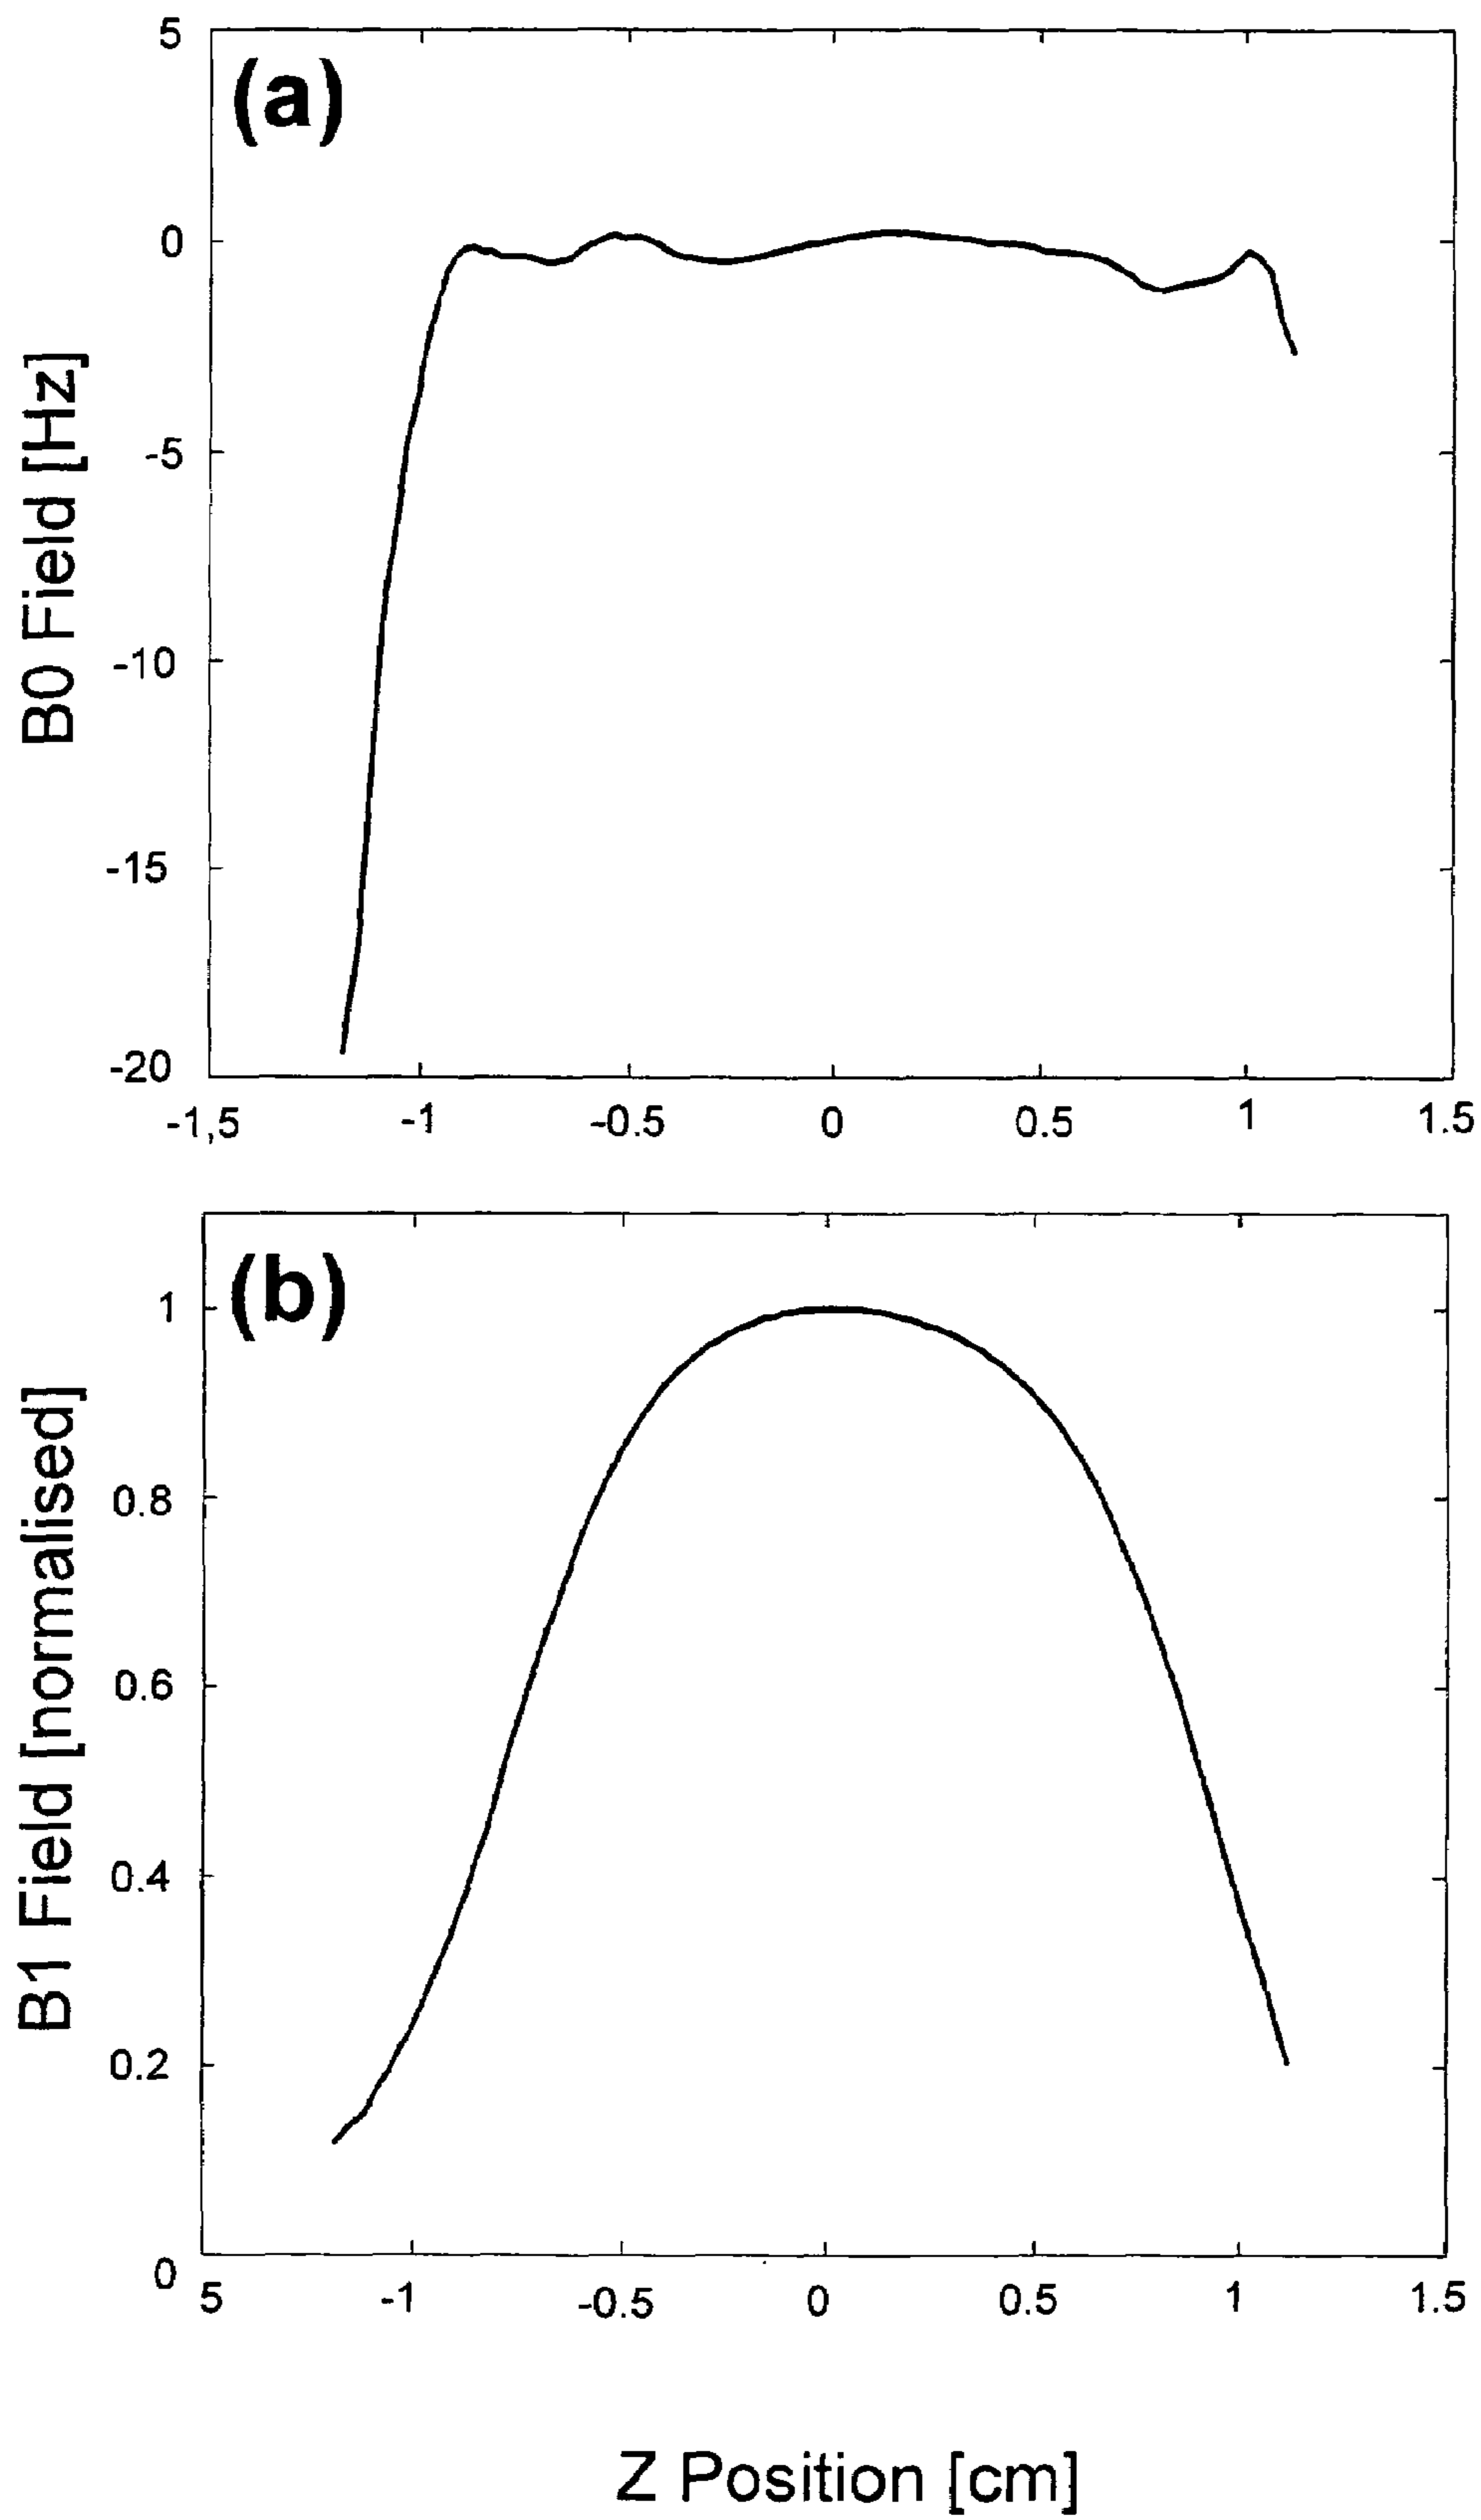 5
(a)
0
-5
-10
-15
-20
B0 Field [Hz]
-1,5 -1 -0.5 0 0.5 1 1.5
(b)
1
0.8
0.6
0.4
0.2
0
B1 Field [normalised]
5 -1 -0.5 0 0.5 1 1.5
Z Position [cm]